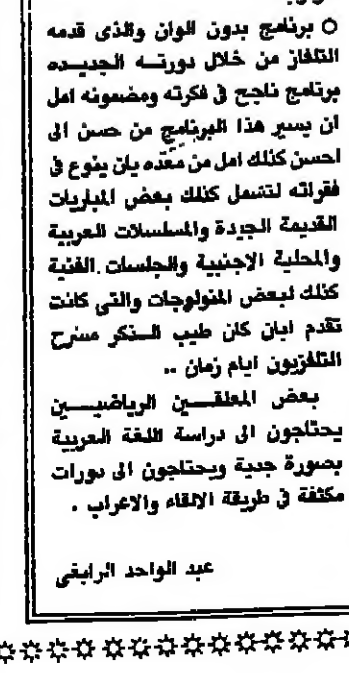 ○ برنامج بدون الوان والذى قدمه
التلفاز من خلال دورته الجديده
برنامج ناجح فى فكرته ومضمونه امل
ان يسير هذا البرنامج من حسن الى
احسن كذلك امل من مُعّده بان ينوع فى
فقراته لتشمل كذلك بعض المباريات
القديمة الجيدة والمسلسلات العربية
والمحلية الاجنبية والجلسات الفنية
كذلك لبعض المنولوجات والتى كانت
تقدم ابان كان طيب الذكر مسرح
التلفزيون ايام زمان ..
بعض المعلقين الرياضيين
يحتاجون الى دراسة اللغة العربية
بصورة جدية ويحتاجون الى دورات
مكثفة فى طريقة الالقاء والاعراب .
عبد الواحد الرابغى